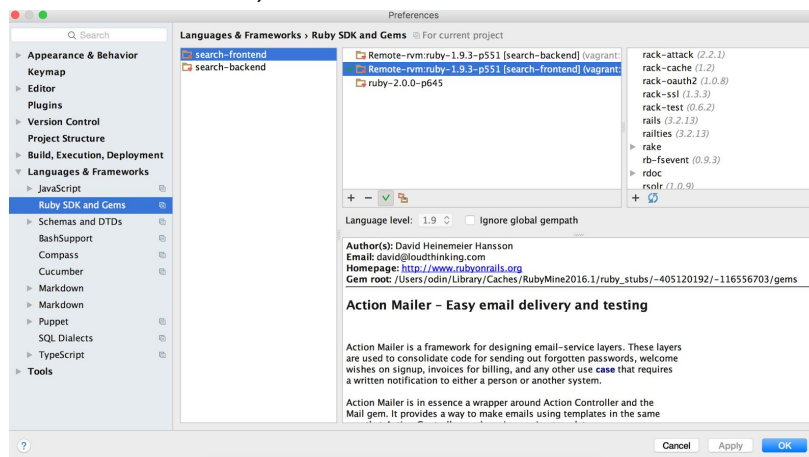 Preferences
Search
Languages & Frameworks › Ruby SDK and Gems For current project
Appearance & Behavior
Keymap
Editor
Plugins
Version Control
Project Structure
Build, Execution, Deployment
Languages & Frameworks
JavaScript
Ruby SDK and Gems
Schemas and DTDs
BashSupport
Compass
Cucumber
Markdown
Markdown
Puppet
SQL Dialects
TypeScript
Tools
search-frontend
search-backend
Remote-rvm:ruby-1.9.3-p551 [search-backend] (vagrant:
Remote-rvm:ruby-1.9.3-p551 [search-frontend] (vagrant:
ruby-2.0.0-p645
rack-attack (2.2.1)
rack-cache (1.2)
rack-oauth2 (1.0.8)
rack-ssl (1.3.3)
rack-test (0.6.2)
rails (3.2.13)
railties (3.2.13)
rake
rb-fsevent (0.9.3)
rdoc
rsolr (1.0.9)
Language level: 1.9 Ignore global gempath
Author(s): David Heinemeier Hansson
Email: david@loudthinking.com
Homepage: http://www.rubyonrails.org
Gem root: /Users/odin/Library/Caches/RubyMine2016.1/ruby_stubs/-405120192/-116556703/gems
Action Mailer – Easy email delivery and testing
Action Mailer is a framework for designing email-service layers. These layers
are used to consolidate code for sending out forgotten passwords, welcome
wishes on signup, invoices for billing, and any other use case that requires
a written notification to either a person or another system.
Action Mailer is in essence a wrapper around Action Controller and the
Mail gem. It provides a way to make emails using templates in the same
? Cancel Apply OK